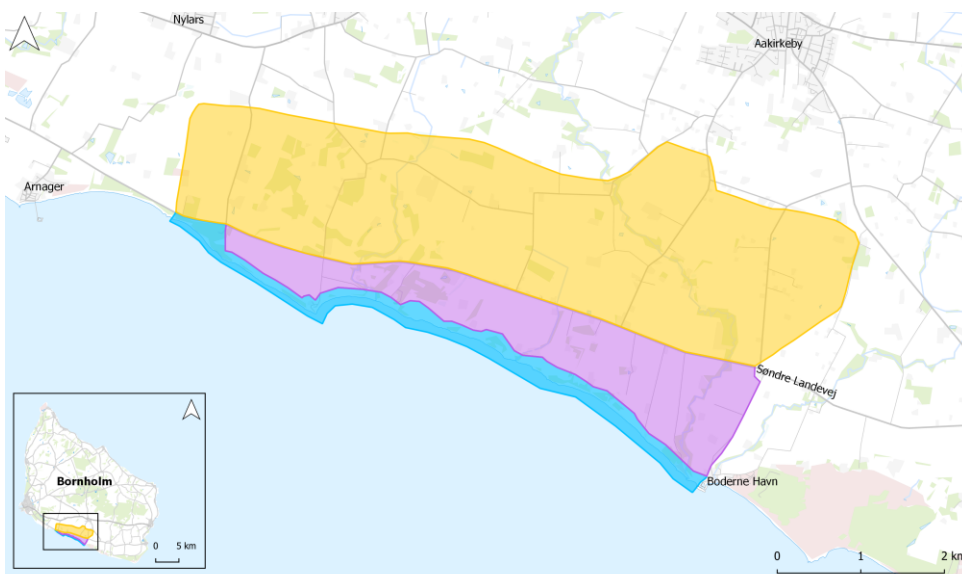 Nylars
Aakirkeby
Arnager
Søndre Landevej
Boderne Havn
Bornholm
0 5 km
0 1 2 km